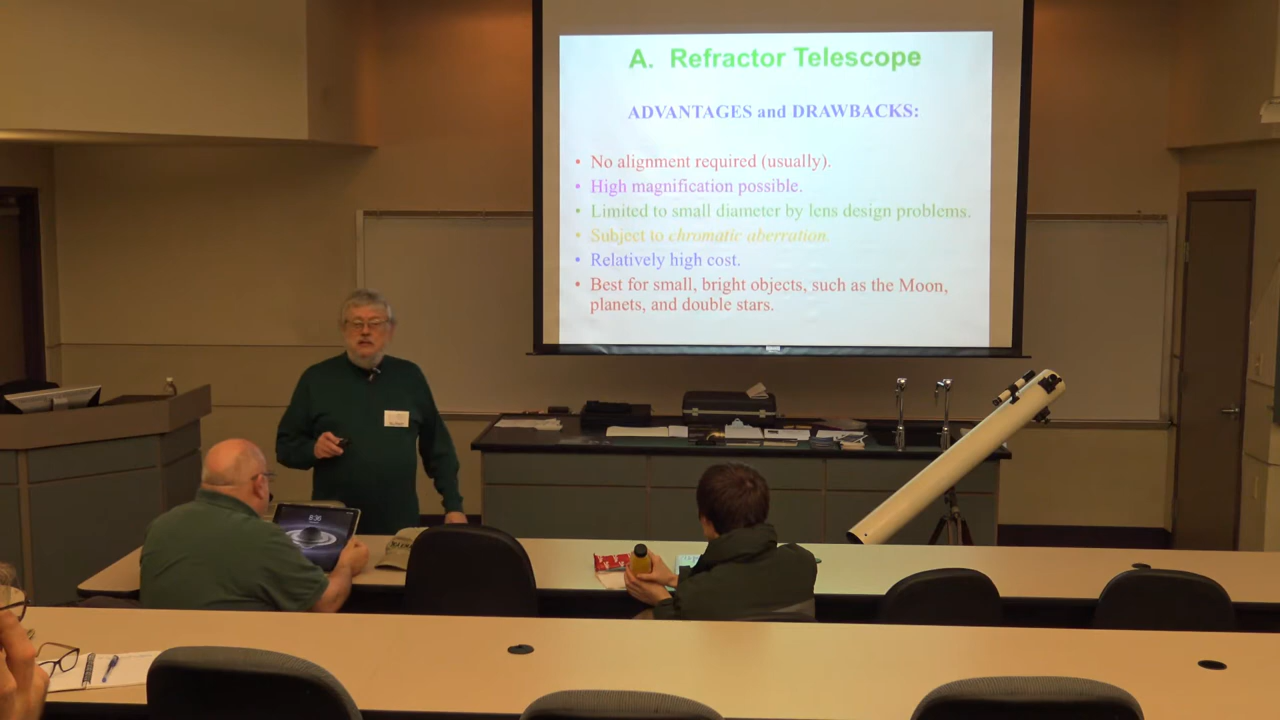 A. Refractor Telescope
ADVANTAGES and DRAWBACKS:
• No alignment required (usually).
• High magnification possible.
• Limited to small diameter by lens design problems.
• Subject to chromatic aberration.
• Relatively high cost.
• Best for small, bright objects, such as the Moon,
planets, and double stars.
8:36